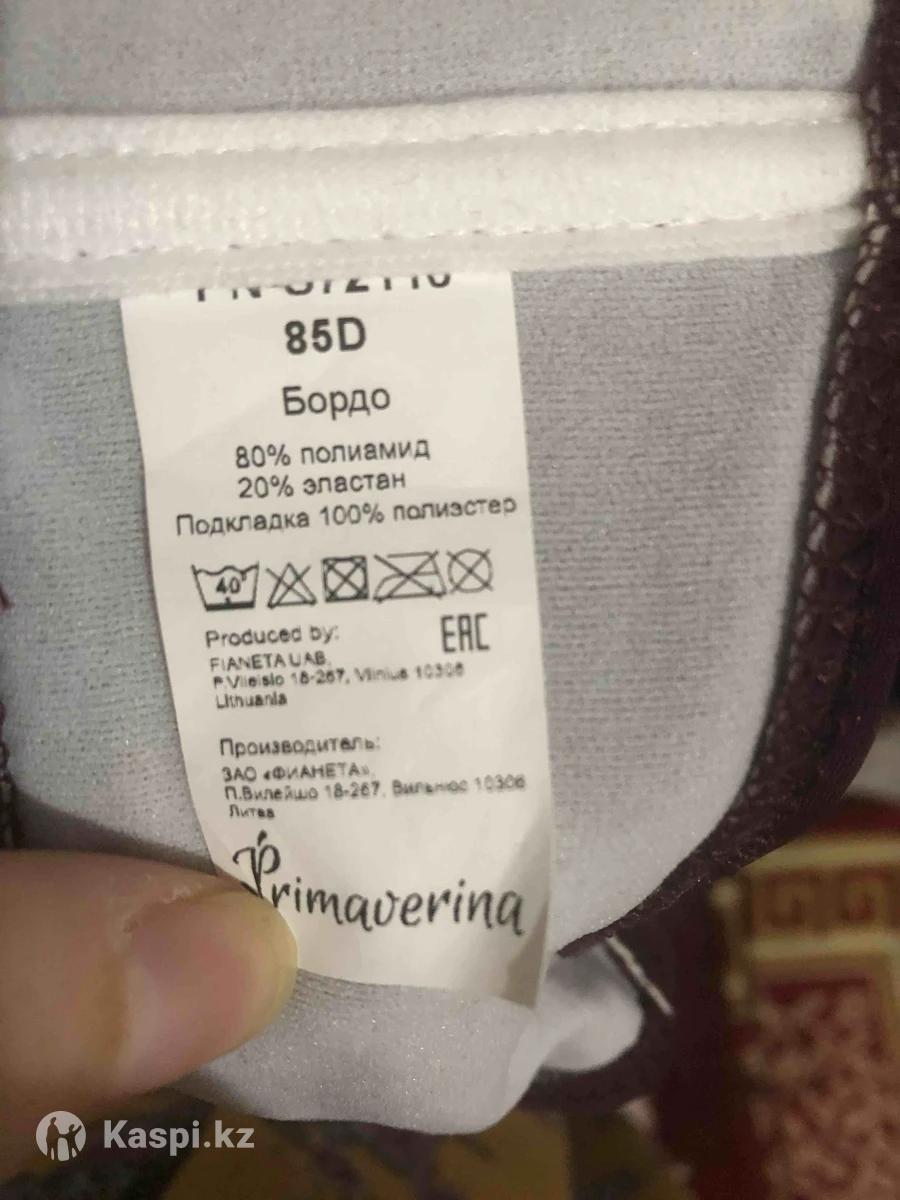 85D
Бордо
80% полиамид
20% эластан
Подкладка 100% полиэстер
40°
EAC
Produced by:
FIANETA UAB,
P.Vileisio 18-267, Vilnius 10306
Lithuania
Производитель:
ЗАО «ФИАНЕТА»,
П.Вилейшо 18-267, Вильнюс 10306
Литва
Primaverina
Kaspi.kz